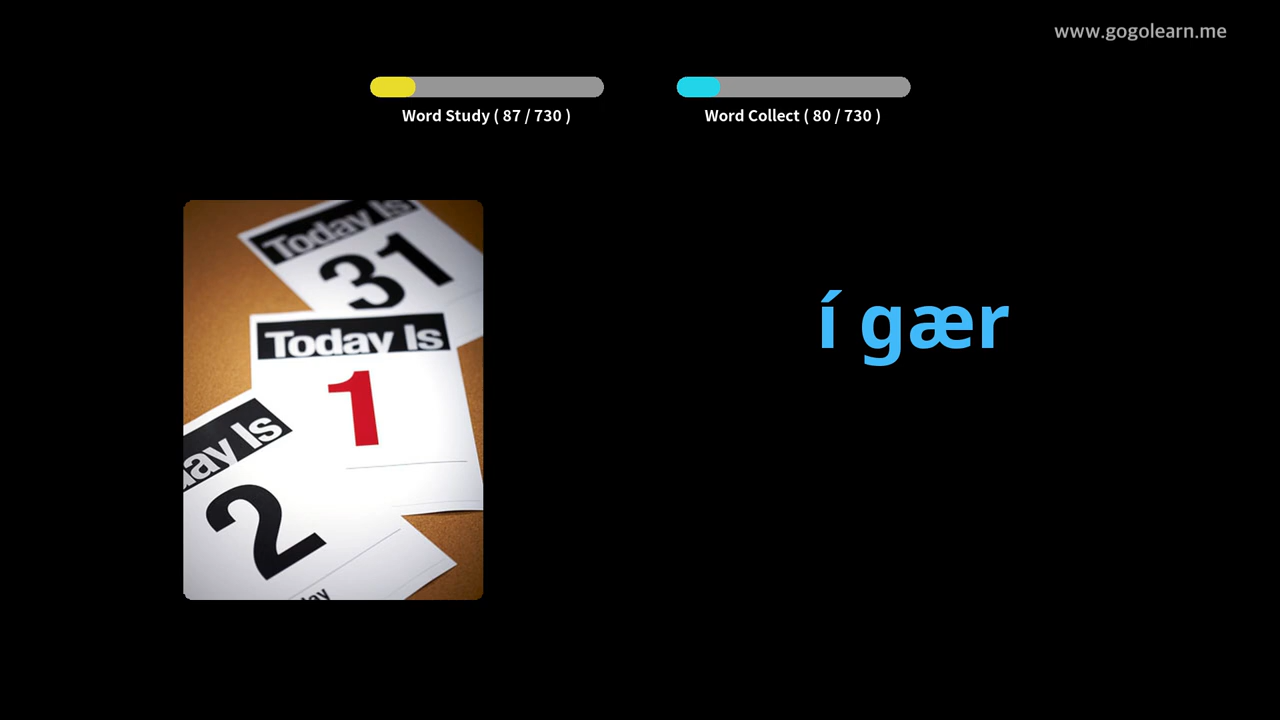 www.gogolearn.me
Word Study ( 87 / 730 )
Word Collect ( 80 / 730 )
Today Is
31
Today Is
1
ay Is
2
ay
í gær